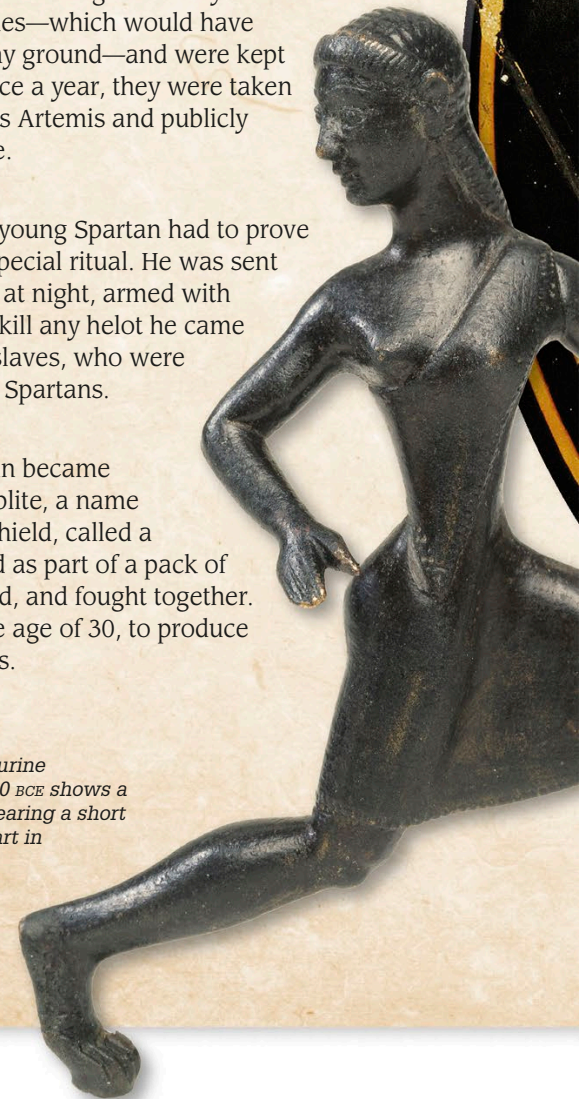 es—which would have
y ground—and were kept
ce a year, they were taken
s Artemis and publicly
e.
young Spartan had to prove
pecial ritual. He was sent
at night, armed with
kill any helot he came
slaves, who were
Spartans.
n became
plite, a name
hield, called a
d as part of a pack of
d, and fought together.
e age of 30, to produce
s.
urine
0 BCE shows a
earing a short
art in